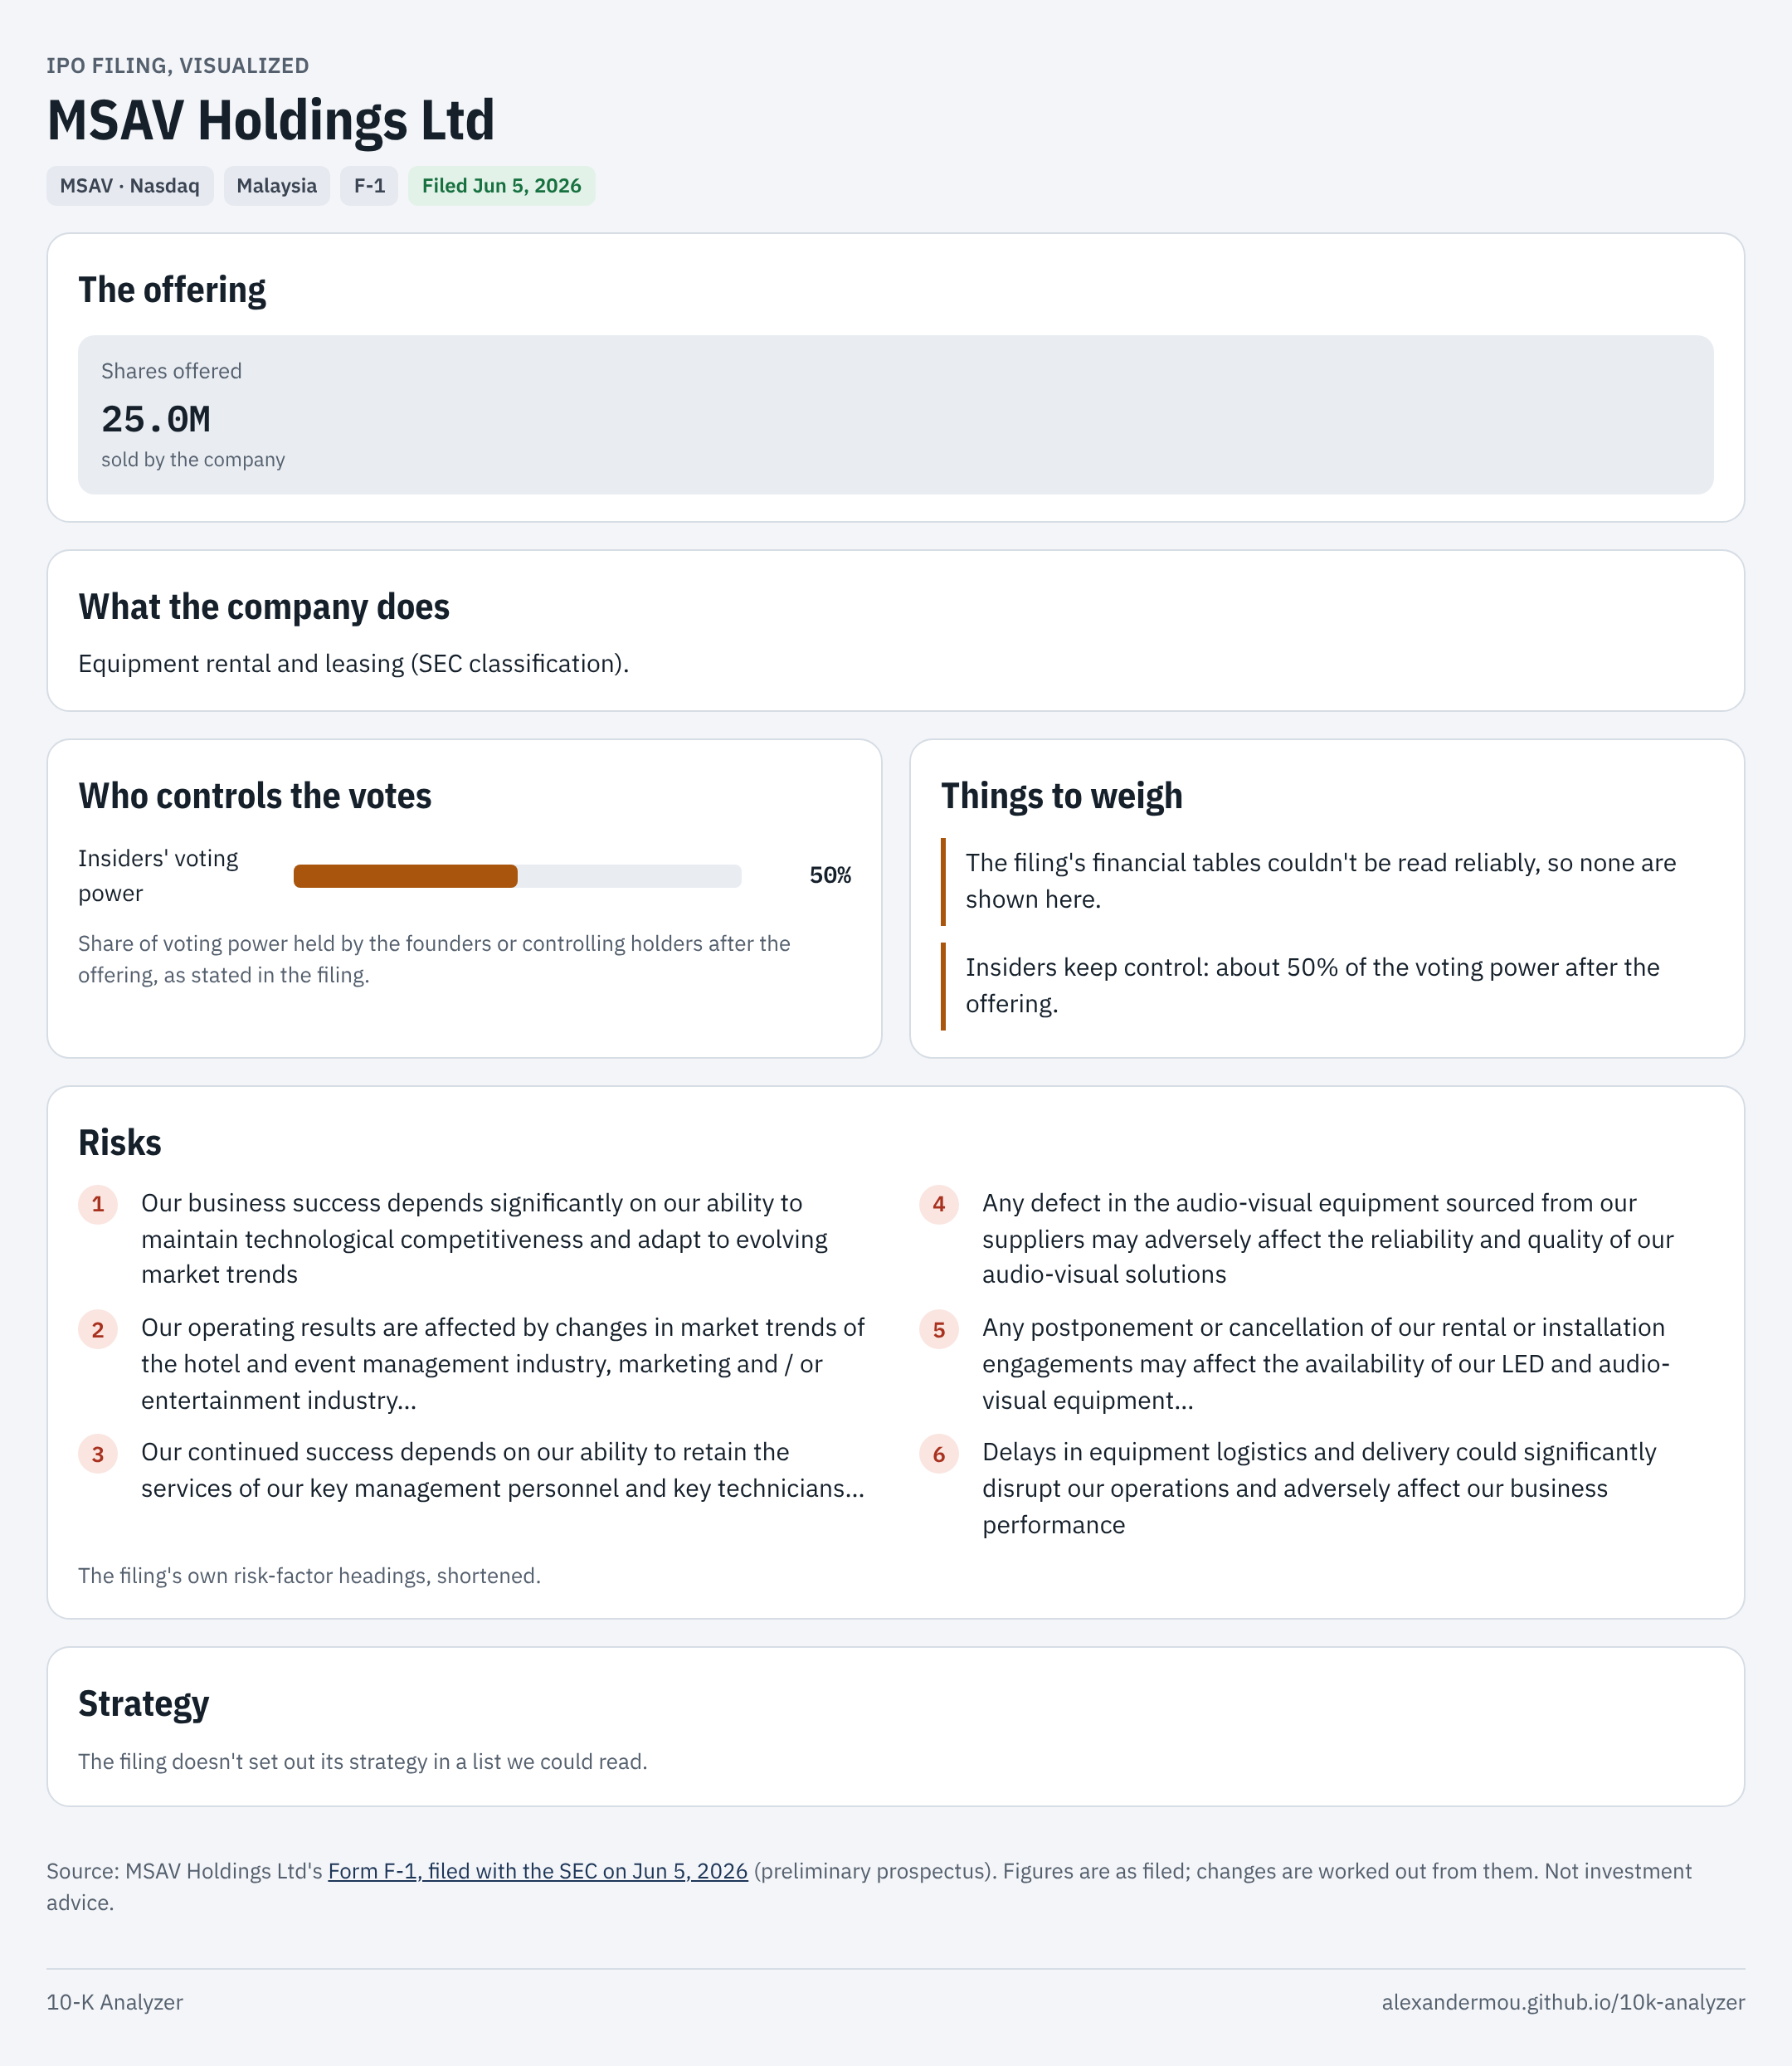 IPO FILING, VISUALIZED
MSAV Holdings Ltd
MSAV · Nasdaq
Malaysia
F-1
Filed Jun 5, 2026
The offering
Shares offered
25.0M
sold by the company
What the company does
Equipment rental and leasing (SEC classification).
Who controls the votes
Insiders' voting
power
50%
Share of voting power held by the founders or controlling holders after the
offering, as stated in the filing.
Things to weigh
The filing's financial tables couldn't be read reliably, so none are
shown here.
Insiders keep control: about 50% of the voting power after the
offering.
Risks
1
Our business success depends significantly on our ability to
maintain technological competitiveness and adapt to evolving
market trends
2
Our operating results are affected by changes in market trends of
the hotel and event management industry, marketing and / or
entertainment industry…
3
Our continued success depends on our ability to retain the
services of our key management personnel and key technicians…
4
Any defect in the audio-visual equipment sourced from our
suppliers may adversely affect the reliability and quality of our
audio-visual solutions
5
Any postponement or cancellation of our rental or installation
engagements may affect the availability of our LED and audio-
visual equipment…
6
Delays in equipment logistics and delivery could significantly
disrupt our operations and adversely affect our business
performance
The filing's own risk-factor headings, shortened.
Strategy
The filing doesn't set out its strategy in a list we could read.
Source: MSAV Holdings Ltd's Form F-1, filed with the SEC on Jun 5, 2026 (preliminary prospectus). Figures are as filed; changes are worked out from them. Not investment
advice.
10-K Analyzer
alexandermou.github.io/10k-analyzer